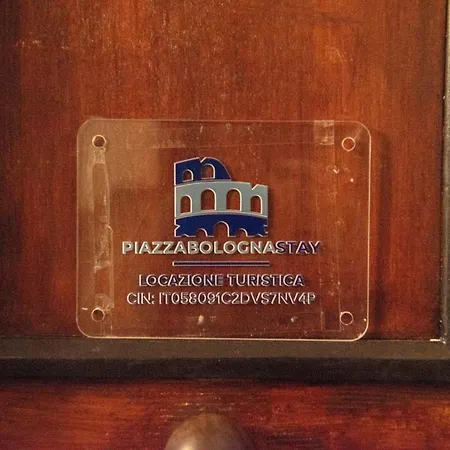 PIAZZABOLOGNASTAY
LOCAZIONE TURISTICA
CIN: IT058091C2DVS7NV4P